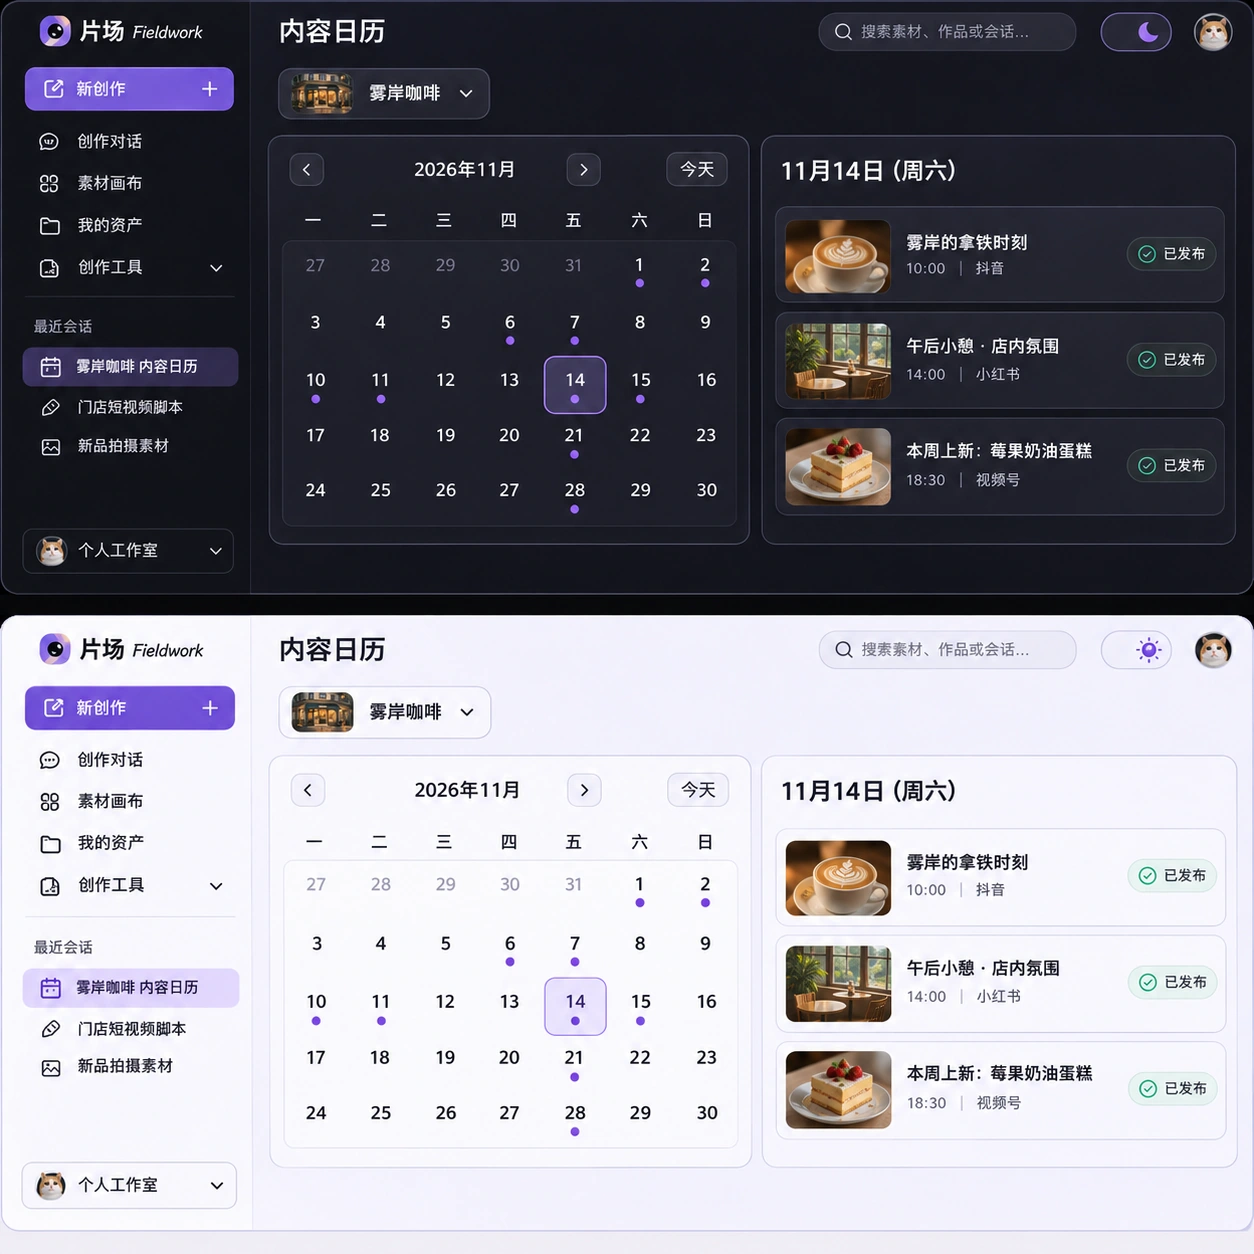 片场 Fieldwork
新创作
创作对话
素材画布
我的资产
创作工具
最近会话
雾岸咖啡 内容日历
门店短视频脚本
新品拍摄素材
个人工作室
内容日历
搜索素材、作品或会话...
雾岸咖啡
2026年11月
今天
一 二 三 四 五 六 日
27 28 29 30 31 1 2
3 4 5 6 7 8 9
10 11 12 13 14 15 16
17 18 19 20 21 22 23
24 25 26 27 28 29 30
11月14日 (周六)
雾岸的拿铁时刻
10:00 | 抖音
已发布
午后小憩 · 店内氛围
14:00 | 小红书
已发布
本周上新：莓果奶油蛋糕
18:30 | 视频号
已发布
片场 Fieldwork
新创作
创作对话
素材画布
我的资产
创作工具
最近会话
雾岸咖啡 内容日历
门店短视频脚本
新品拍摄素材
个人工作室
内容日历
搜索素材、作品或会话...
雾岸咖啡
2026年11月
今天
一 二 三 四 五 六 日
27 28 29 30 31 1 2
3 4 5 6 7 8 9
10 11 12 13 14 15 16
17 18 19 20 21 22 23
24 25 26 27 28 29 30
11月14日 (周六)
雾岸的拿铁时刻
10:00 | 抖音
已发布
午后小憩 · 店内氛围
14:00 | 小红书
已发布
本周上新：莓果奶油蛋糕
18:30 | 视频号
已发布